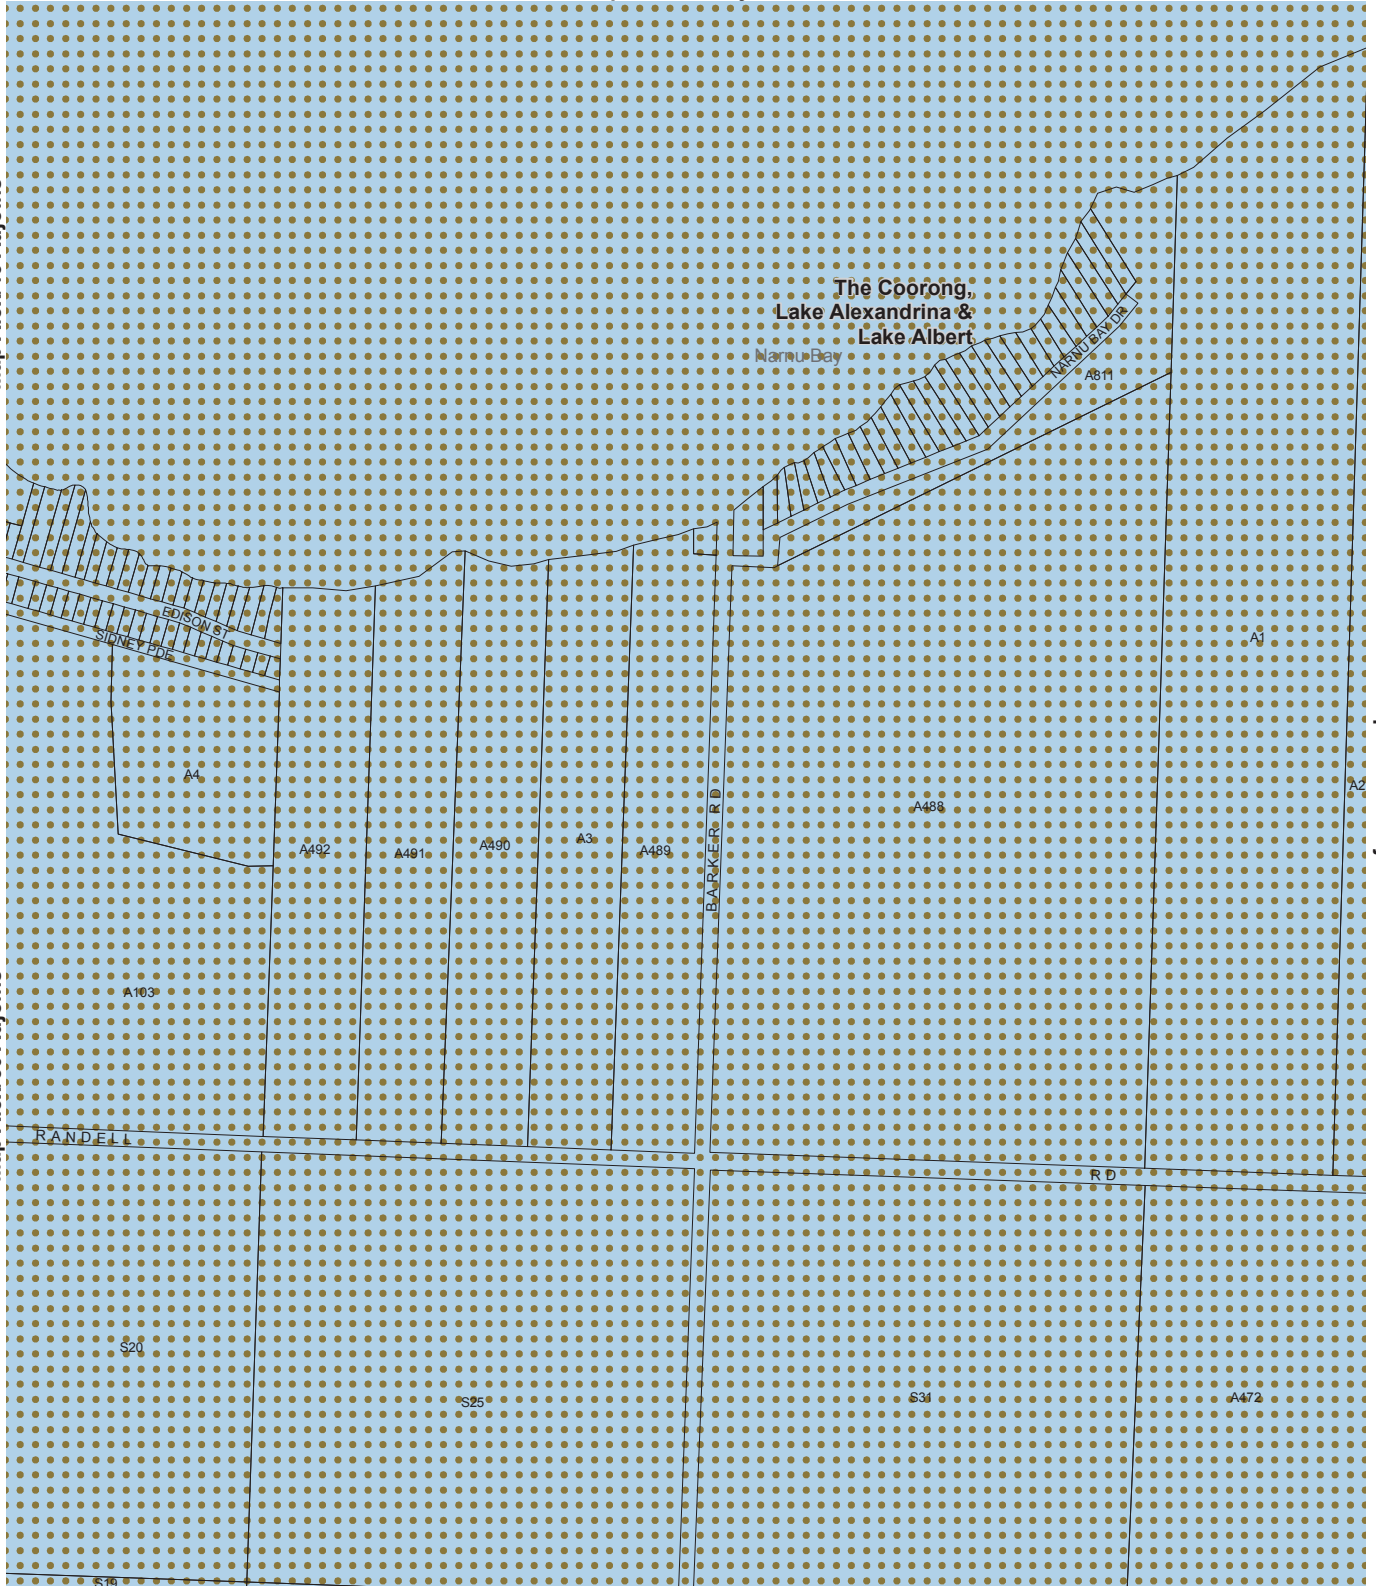 The Coorong,
Lake Alexandrina &
Lake Albert
Narnu Bay
NARNU BAY DR
A811
EDISON ST
SIDNEY PDE
A1
A4
A2
BARKER RD
A488
A492
A491
A490
A3
A489
A103
RANDELL
RD
S20
S25
S31
A472
S19